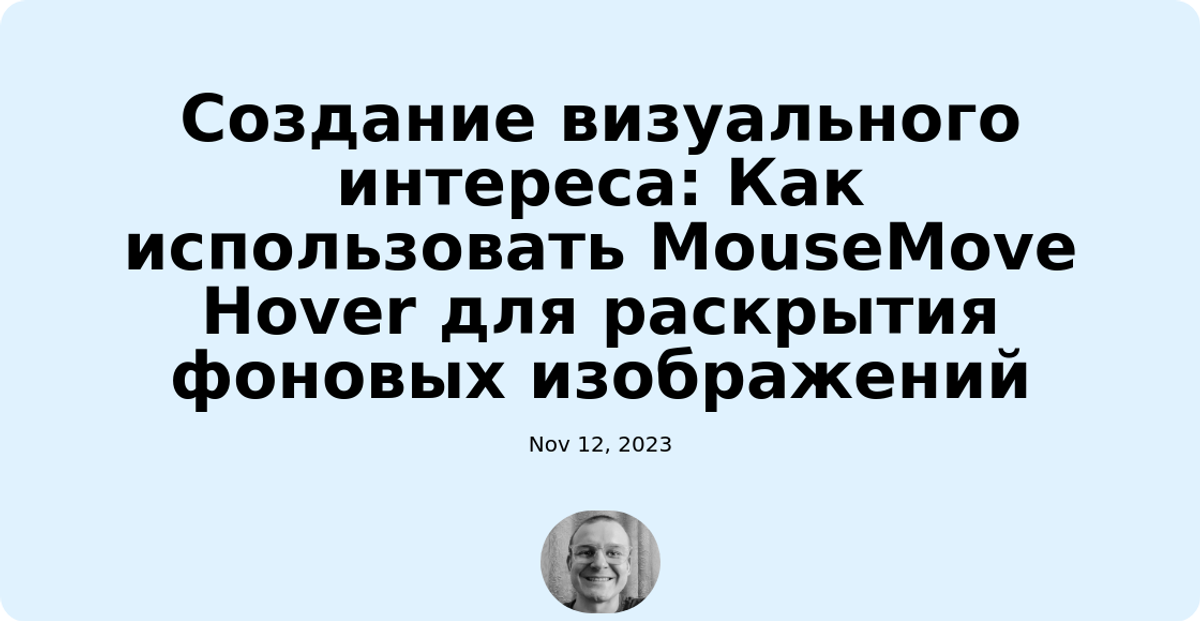 Создание визуального
интереса: Как
использовать MouseMove
Hover для раскрытия
фоновых изображений
Nov 12, 2023